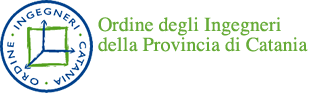 ORDINE · INGEGNERI · CATANIA ·
Ordine degli Ingegneri
della Provincia di Catania